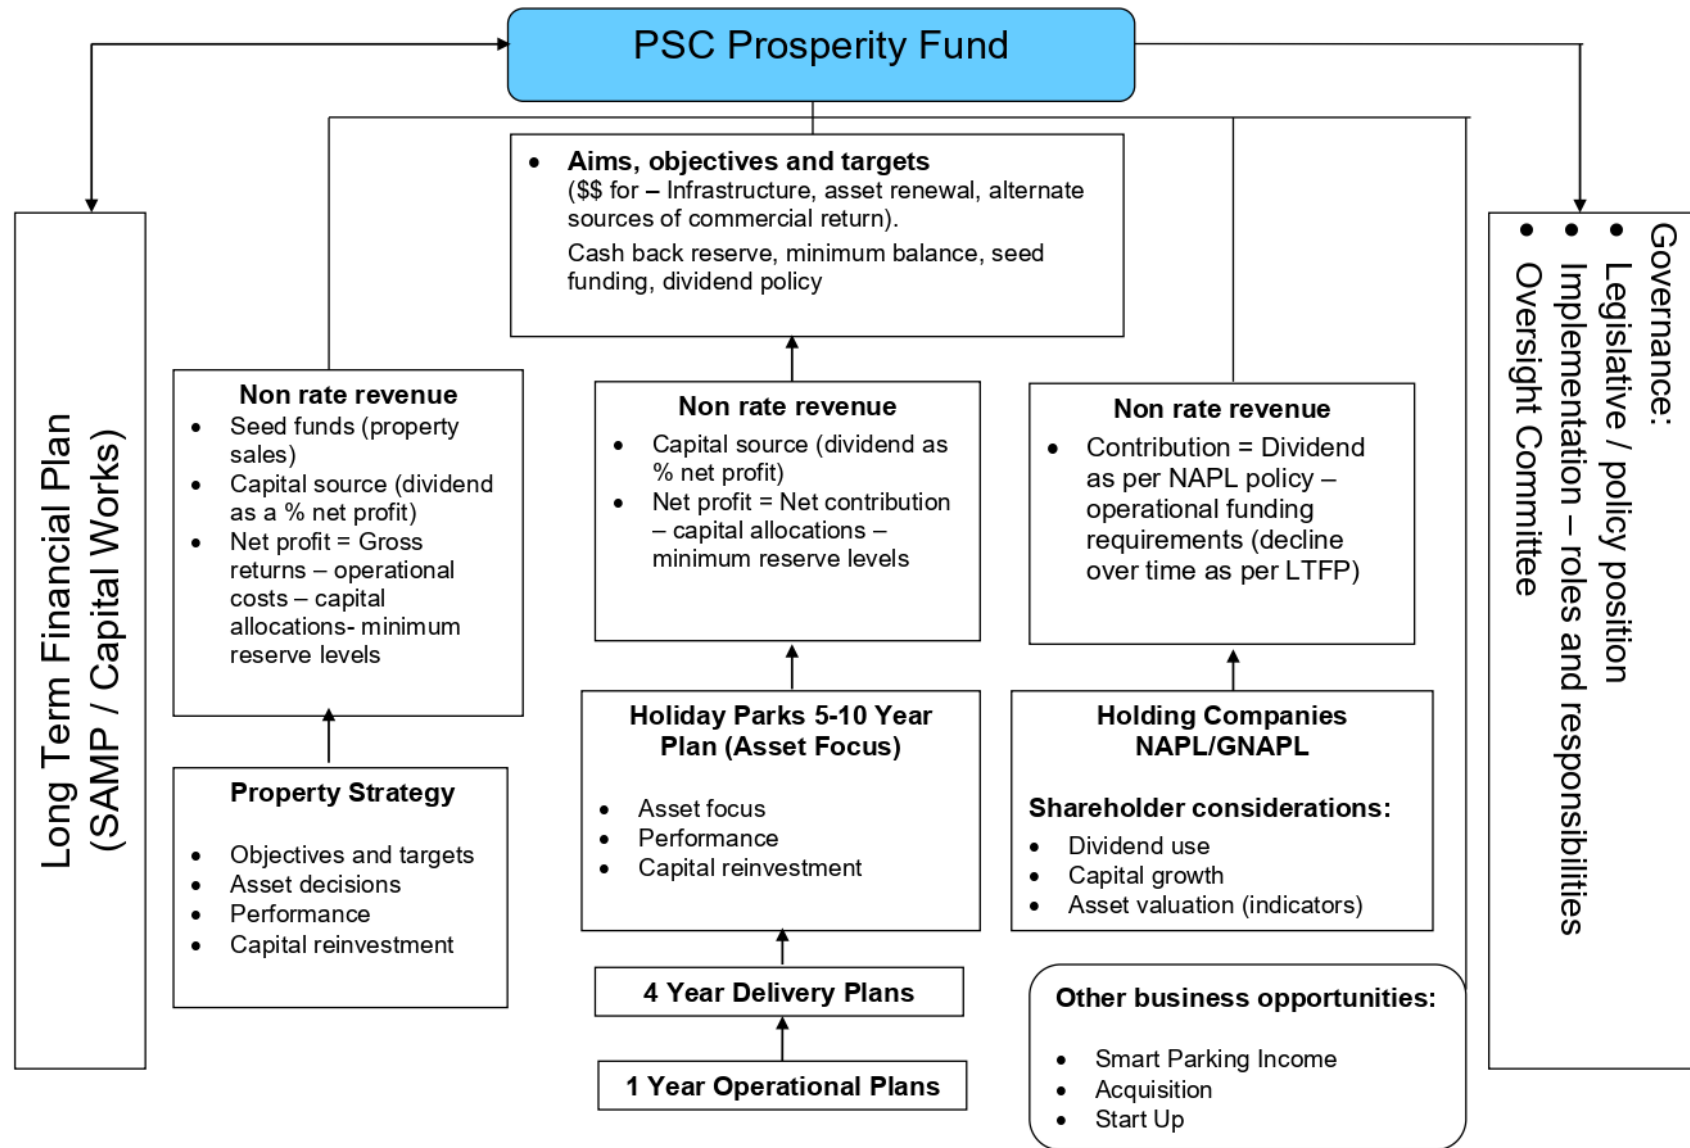 PSC Prosperity Fund
• Aims, objectives and targets
($$ for – Infrastructure, asset renewal, alternate
sources of commercial return).
Cash back reserve, minimum balance, seed
funding, dividend policy
Long Term Financial Plan
(SAMP / Capital Works)
Non rate revenue
• Seed funds (property
sales)
• Capital source (dividend
as a % net profit)
• Net profit = Gross
returns – operational
costs – capital
allocations- minimum
reserve levels
Property Strategy
• Objectives and targets
• Asset decisions
• Performance
• Capital reinvestment
Non rate revenue
• Capital source (dividend as
% net profit)
• Net profit = Net contribution
– capital allocations –
minimum reserve levels
Holiday Parks 5-10 Year
Plan (Asset Focus)
• Asset focus
• Performance
• Capital reinvestment
4 Year Delivery Plans
1 Year Operational Plans
Non rate revenue
• Contribution = Dividend
as per NAPL policy –
operational funding
requirements (decline
over time as per LTFP)
Holding Companies
NAPL/GNAPL
Shareholder considerations:
• Dividend use
• Capital growth
• Asset valuation (indicators)
Other business opportunities:
• Smart Parking Income
• Acquisition
• Start Up
Governance:
• Legislative / policy position
• Implementation – roles and responsibilities
• Oversight Committee